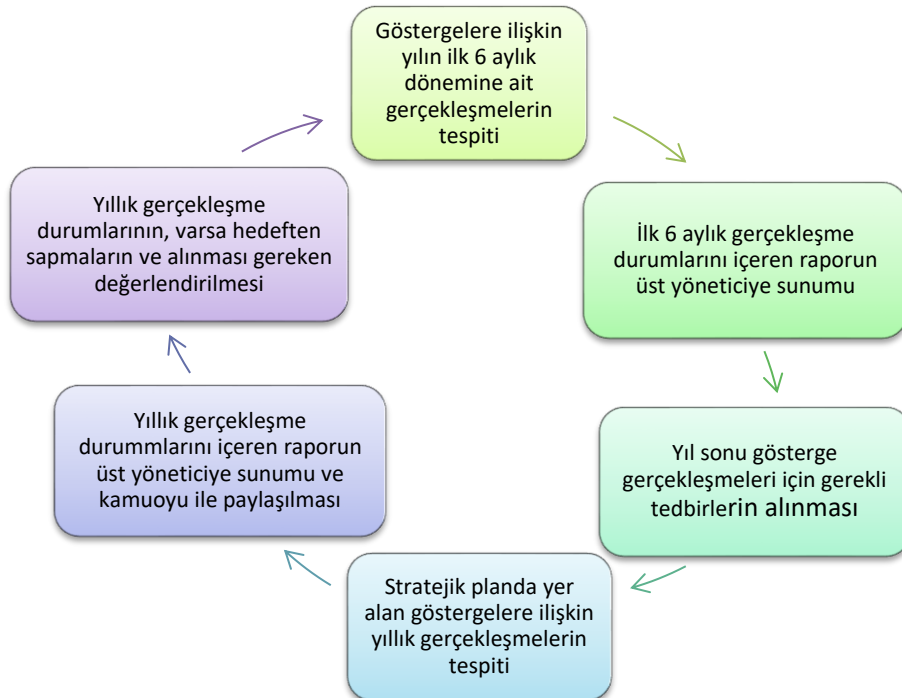 Göstergelere ilişkin
yılın ilk 6 aylık
dönemine ait
gerçekleşmelerin
tespiti
İlk 6 aylık gerçekleşme
durumlarını içeren raporun
üst yöneticiye sunumu
Yıl sonu gösterge
gerçekleşmeleri için gerekli
tedbirlerin alınması
Stratejik planda yer
alan göstergelere ilişkin
yıllık gerçekleşmelerin
tespiti
Yıllık gerçekleşme
durummlarını içeren raporun
üst yöneticiye sunumu ve
kamuoyu ile paylaşılması
Yıllık gerçekleşme
durumlarının, varsa hedeften
sapmaların ve alınması gereken
değerlendirilmesi